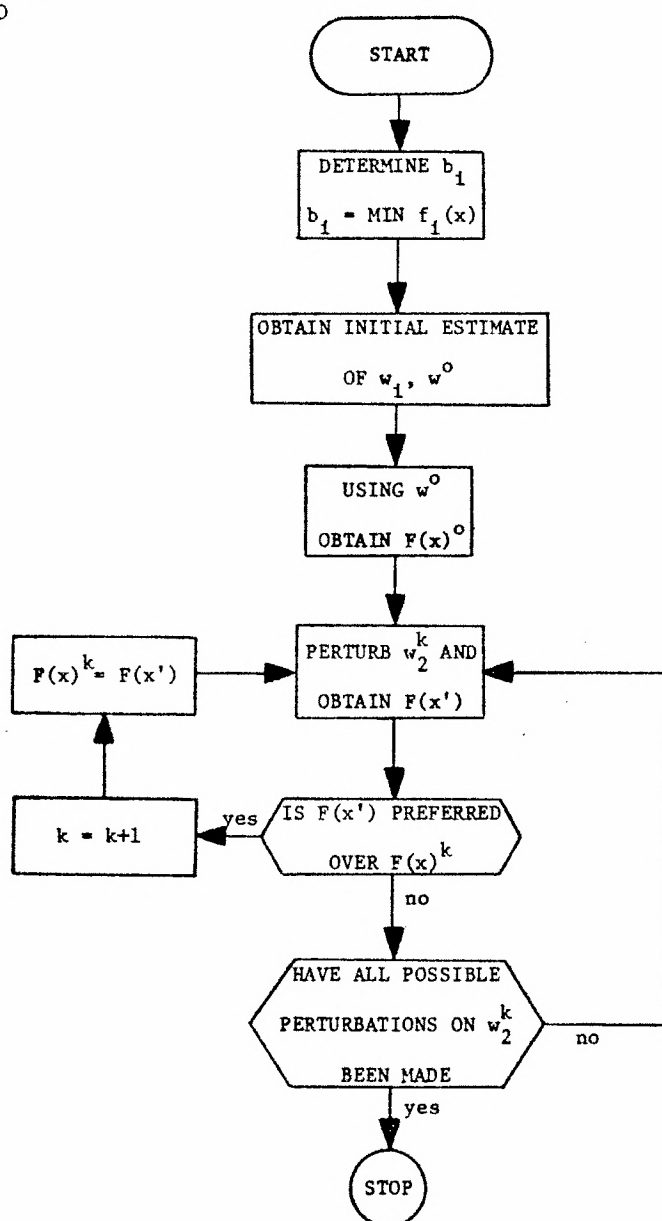 START
DETERMINE b_i
b_i = MIN f_i(x)
OBTAIN INITIAL ESTIMATE
OF w_i, w^o
USING w^o
OBTAIN F(x)^o
F(x)^k = F(x')
PERTURB w_2^k AND
OBTAIN F(x')
k = k+1
yes
IS F(x') PREFERRED
OVER F(x)^k
no
HAVE ALL POSSIBLE
PERTURBATIONS ON w_2^k
BEEN MADE
no
yes
STOP